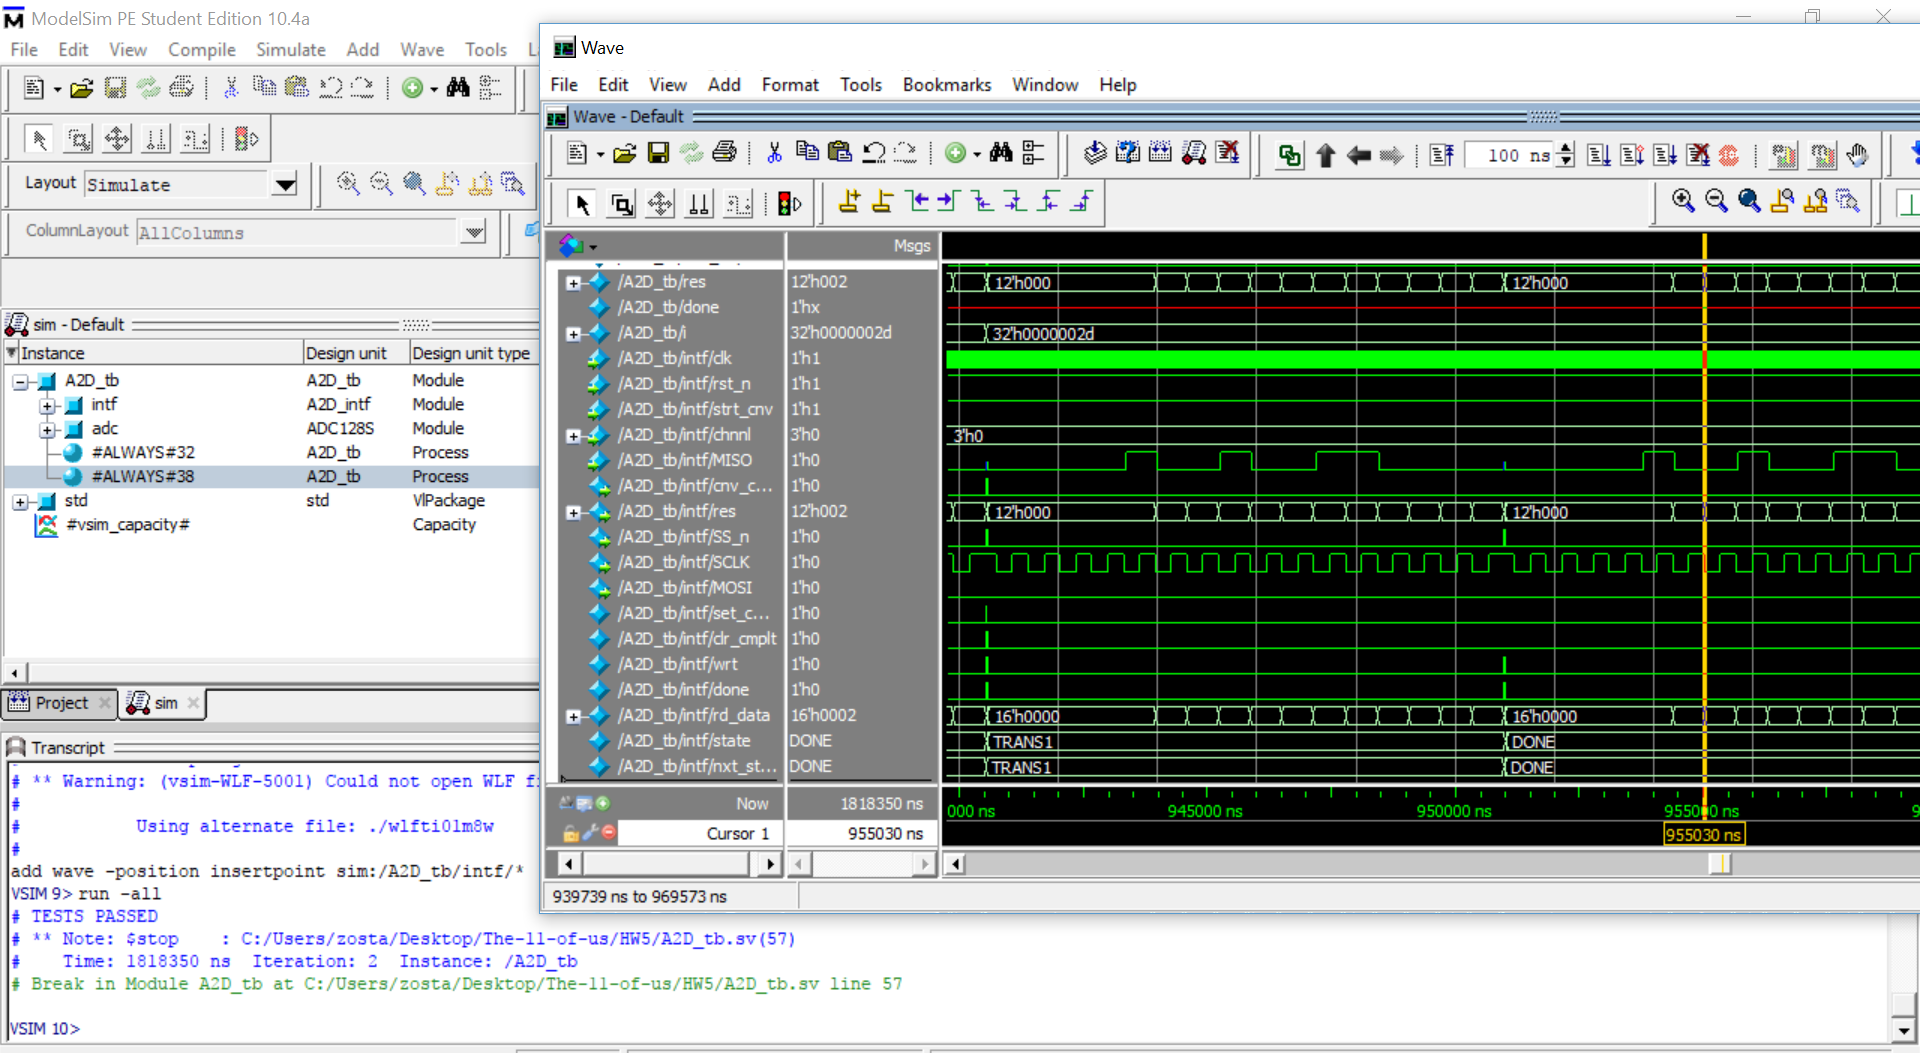 ModelSim PE Student Edition 10.4a
File Edit View Compile Simulate Add Wave Tools
Layout Simulate
ColumnLayout AllColumns
sim - Default
Instance Design unit Design unit type
A2D_tb A2D_tb Module
intf A2D_intf Module
adc ADC128S Module
#ALWAYS#32 A2D_tb Process
#ALWAYS#38 A2D_tb Process
std std VlPackage
#vsim_capacity# Capacity
Project sim
Wave
File Edit View Add Format Tools Bookmarks Window Help
Wave - Default
100 ns
Msgs
/A2D_tb/res 12'h002 12'h000 12'h000
/A2D_tb/done 1'hx
/A2D_tb/i 32'h0000002d 32'h0000002d
/A2D_tb/intf/clk 1'h1
/A2D_tb/intf/rst_n 1'h1
/A2D_tb/intf/strt_cnv 1'h1
/A2D_tb/intf/chnnl 3'h0 3'h0
/A2D_tb/intf/MISO 1'h0
/A2D_tb/intf/cnv_c... 1'h0
/A2D_tb/intf/res 12'h002 12'h000 12'h000
/A2D_tb/intf/SS_n 1'h0
/A2D_tb/intf/SCLK 1'h0
/A2D_tb/intf/MOSI 1'h0
/A2D_tb/intf/set_c... 1'h0
/A2D_tb/intf/clr_cmplt 1'h0
/A2D_tb/intf/wrt 1'h0
/A2D_tb/intf/done 1'h0
/A2D_tb/intf/rd_data 16'h0002 16'h0000 16'h0000
/A2D_tb/intf/state DONE TRANS1 DONE
/A2D_tb/intf/nxt_st... DONE TRANS1 DONE
Now 1818350 ns 000 ns 945000 ns 950000 ns 955000 ns
Cursor 1 955030 ns 955030 ns
939739 ns to 969573 ns
Transcript
# ** Warning: (vsim-WLF-5001) Could not open WLF f
#
# Using alternate file: ./wlfti01m8w
#
add wave -position insertpoint sim:/A2D_tb/intf/*
VSIM 9> run -all
# TESTS PASSED
# ** Note: $stop : C:/Users/zosta/Desktop/The-11-of-us/HW5/A2D_tb.sv(57)
# Time: 1818350 ns Iteration: 2 Instance: /A2D_tb
# Break in Module A2D_tb at C:/Users/zosta/Desktop/The-11-of-us/HW5/A2D_tb.sv line 57
VSIM 10>